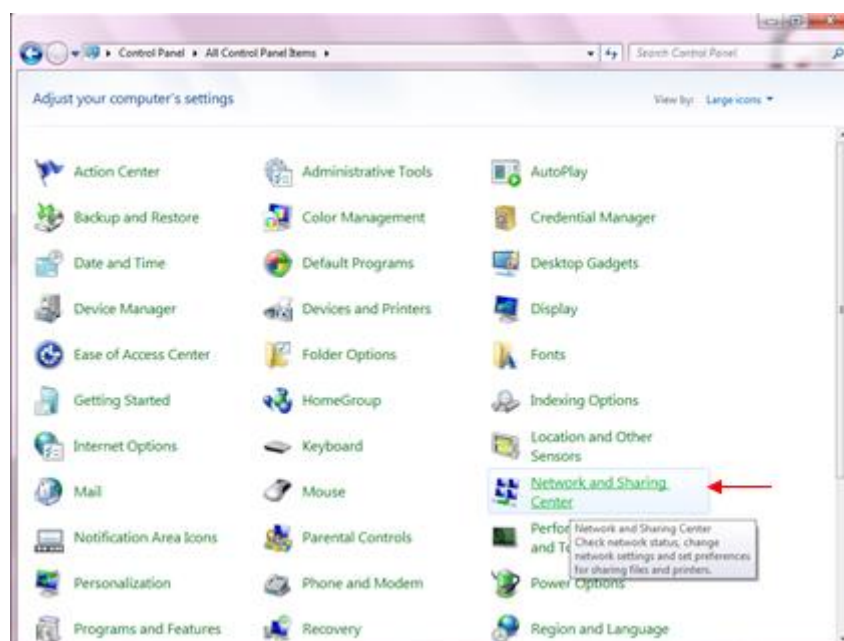 Control Panel ▸ All Control Panel Items ▸
Search Control Panel
Adjust your computer's settings
View by: Large icons
Action Center
Administrative Tools
AutoPlay
Backup and Restore
Color Management
Credential Manager
Date and Time
Default Programs
Desktop Gadgets
Device Manager
Devices and Printers
Display
Ease of Access Center
Folder Options
Fonts
Getting Started
HomeGroup
Indexing Options
Internet Options
Keyboard
Location and Other
Sensors
Mail
Mouse
Network and Sharing
Center
Notification Area Icons
Parental Controls
Perfor
and To
Network and Sharing Center
Check network status, change
network settings and set preferences
for sharing files and printers.
Personalization
Phone and Modem
Power Options
Programs and Features
Recovery
Region and Language